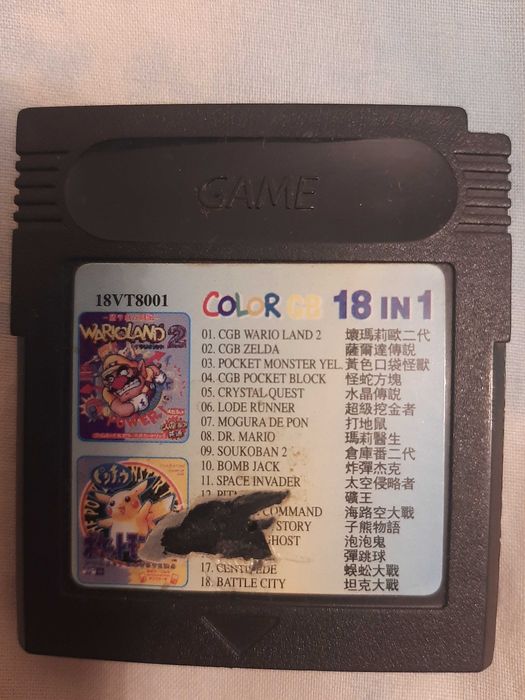 GAME
18VT8001
COLOR GB 18 IN 1
WARIOLAND 2
POWER!!
01. CGB WARIO LAND 2 壞瑪莉歐二代
02. CGB ZELDA 薩爾達傳說
03. POCKET MONSTER YEL. 黃色口袋怪獸
04. CGB POCKET BLOCK 怪蛇方塊
05. CRYSTAL QUEST 水晶傳說
06. LODE RUNNER 超級挖金者
07. MOGURA DE PON 打地鼠
08. DR. MARIO 瑪莉醫生
09. SOUKOBAN 2 倉庫番二代
10. BOMB JACK 炸彈杰克
11. SPACE INVADER 太空侵略者
12. 礦王
COMMAND 海路空大戰
STORY 子熊物語
GHOST 泡泡鬼
彈跳球
17. CENTIPEDE 蜈蚣大戰
18. BATTLE CITY 坦克大戰